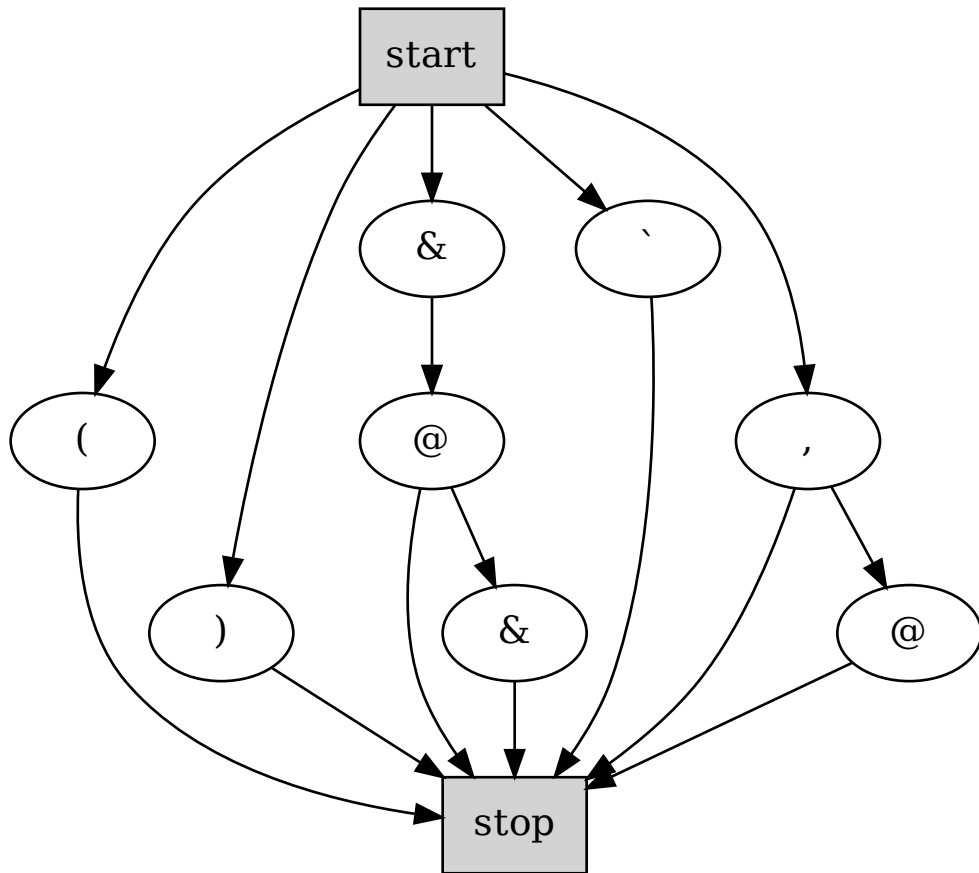 start
& `
( @ ,
) & @
stop